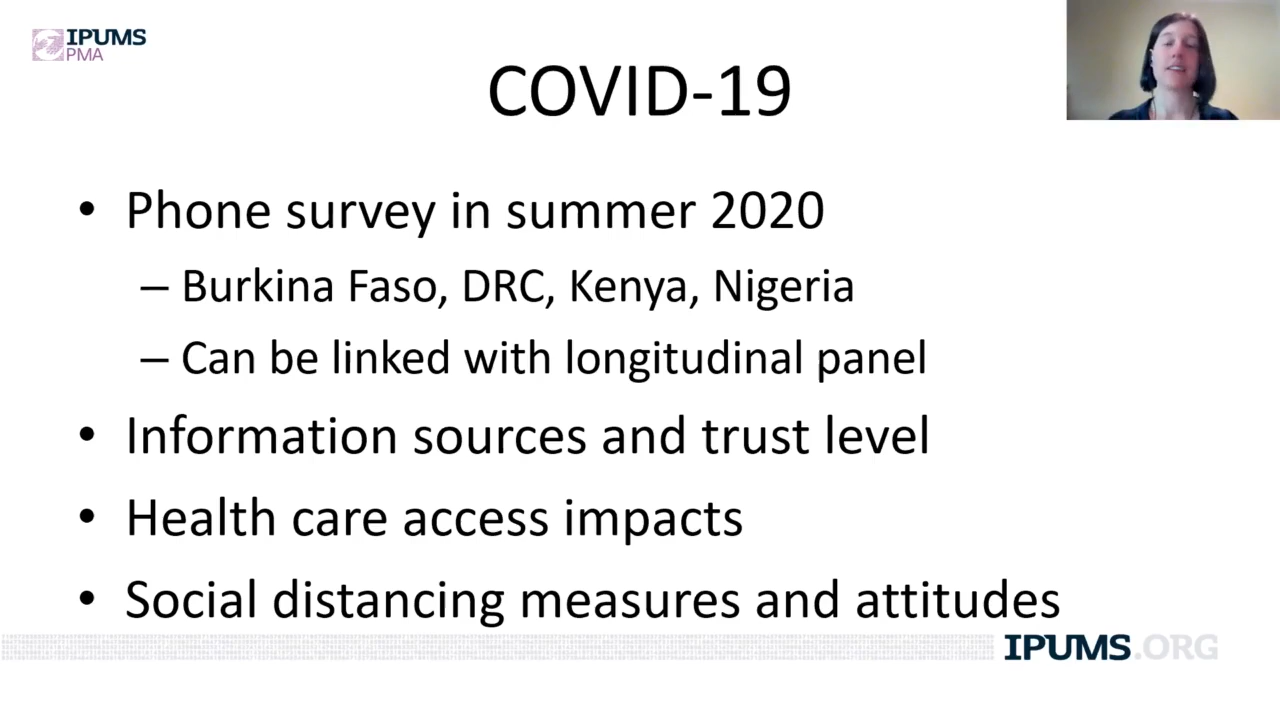 IPUMS
PMA
COVID-19
• Phone survey in summer 2020
– Burkina Faso, DRC, Kenya, Nigeria
– Can be linked with longitudinal panel
• Information sources and trust level
• Health care access impacts
• Social distancing measures and attitudes
IPUMS.ORG